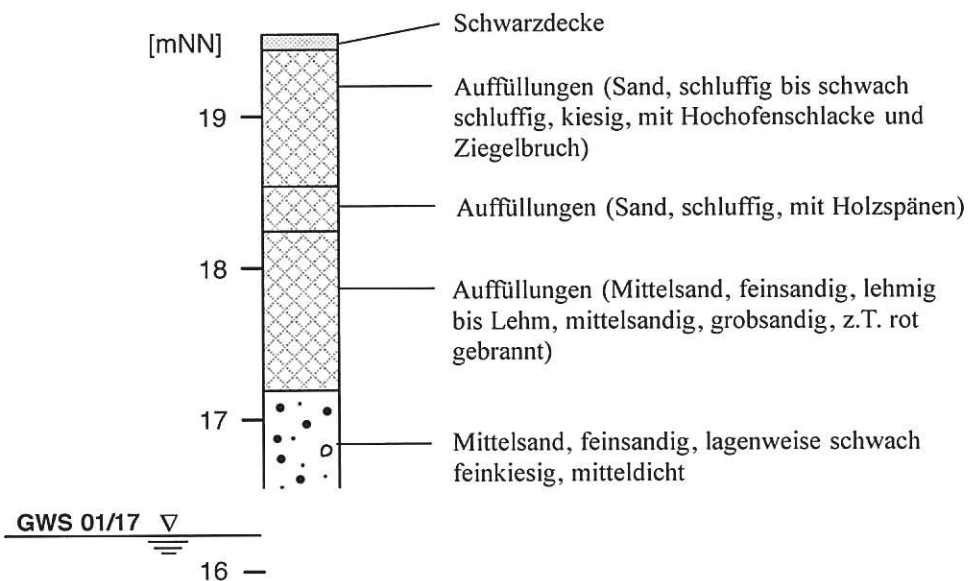 Schwarzdecke
[mNN]
Auffüllungen (Sand, schluffig bis schwach
19
schluffig, kiesig, mit Hochofenschlacke und
Ziegelbruch)
Auffüllungen (Sand, schluffig, mit Holzspänen)
18
Auffüllungen (Mittelsand, feinsandig, lehmig
bis Lehm, mittelsandig, grobsandig, z.T. rot
gebrannt)
17
Mittelsand, feinsandig, lagenweise schwach
feinkiesig, mitteldicht
GWS 01/17
16